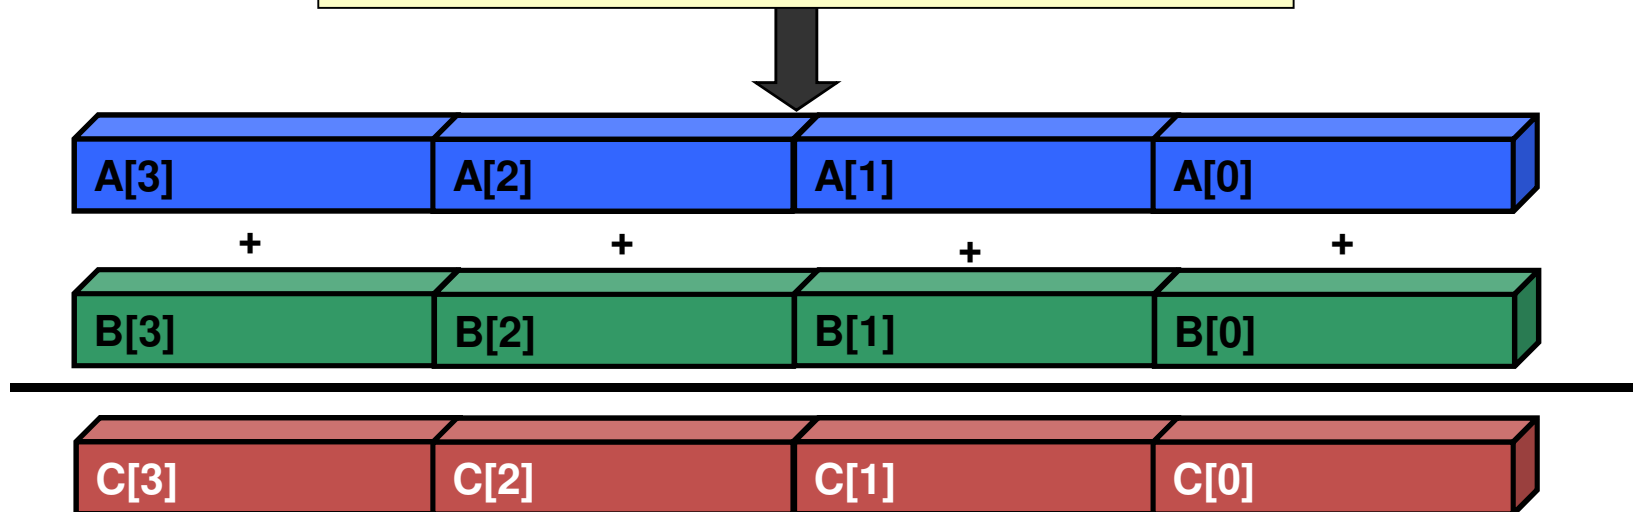 A[3] A[2] A[1] A[0]
+ + + +
B[3] B[2] B[1] B[0]
C[3] C[2] C[1] C[0]